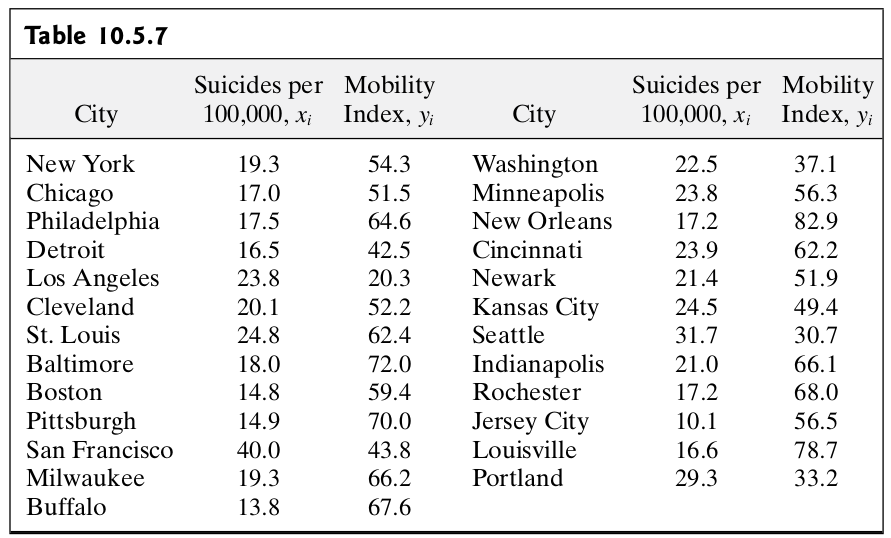 Table 10.5.7
Suicides per Mobility Suicides per Mobility
City 100,000, xi Index, yi City 100,000, xi Index, yi
New York 19.3 54.3 Washington 22.5 37.1
Chicago 17.0 51.5 Minneapolis 23.8 56.3
Philadelphia 17.5 64.6 New Orleans 17.2 82.9
Detroit 16.5 42.5 Cincinnati 23.9 62.2
Los Angeles 23.8 20.3 Newark 21.4 51.9
Cleveland 20.1 52.2 Kansas City 24.5 49.4
St. Louis 24.8 62.4 Seattle 31.7 30.7
Baltimore 18.0 72.0 Indianapolis 21.0 66.1
Boston 14.8 59.4 Rochester 17.2 68.0
Pittsburgh 14.9 70.0 Jersey City 10.1 56.5
San Francisco 40.0 43.8 Louisville 16.6 78.7
Milwaukee 19.3 66.2 Portland 29.3 33.2
Buffalo 13.8 67.6